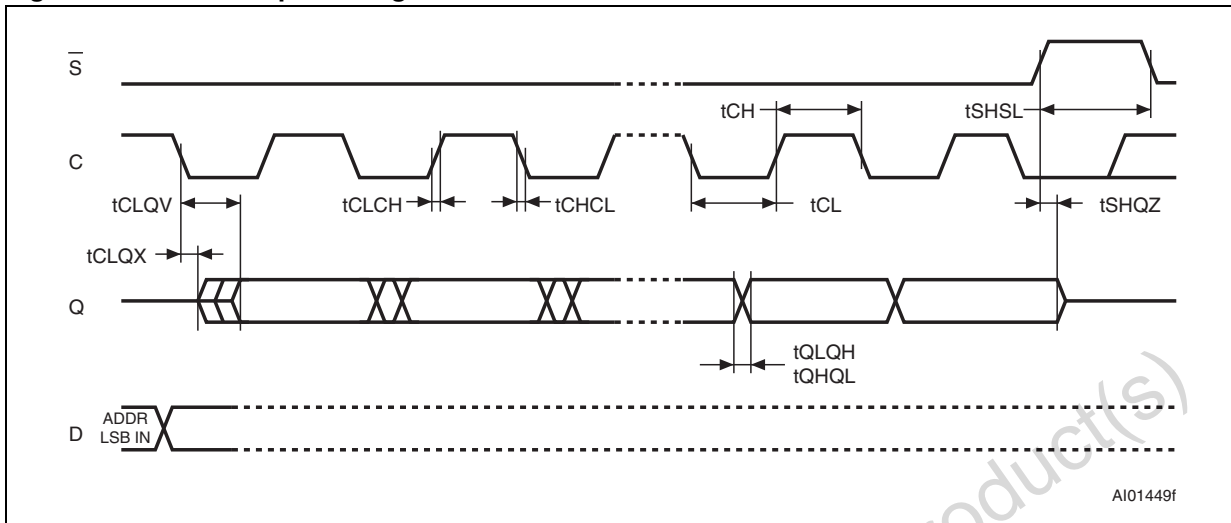 S
tCH
tSHSL
C
tCLQV
tCLCH
tCHCL
tCL
tSHQZ
tCLQX
Q
tQLQH
tQHQL
ADDR
D LSB IN
AI01449f